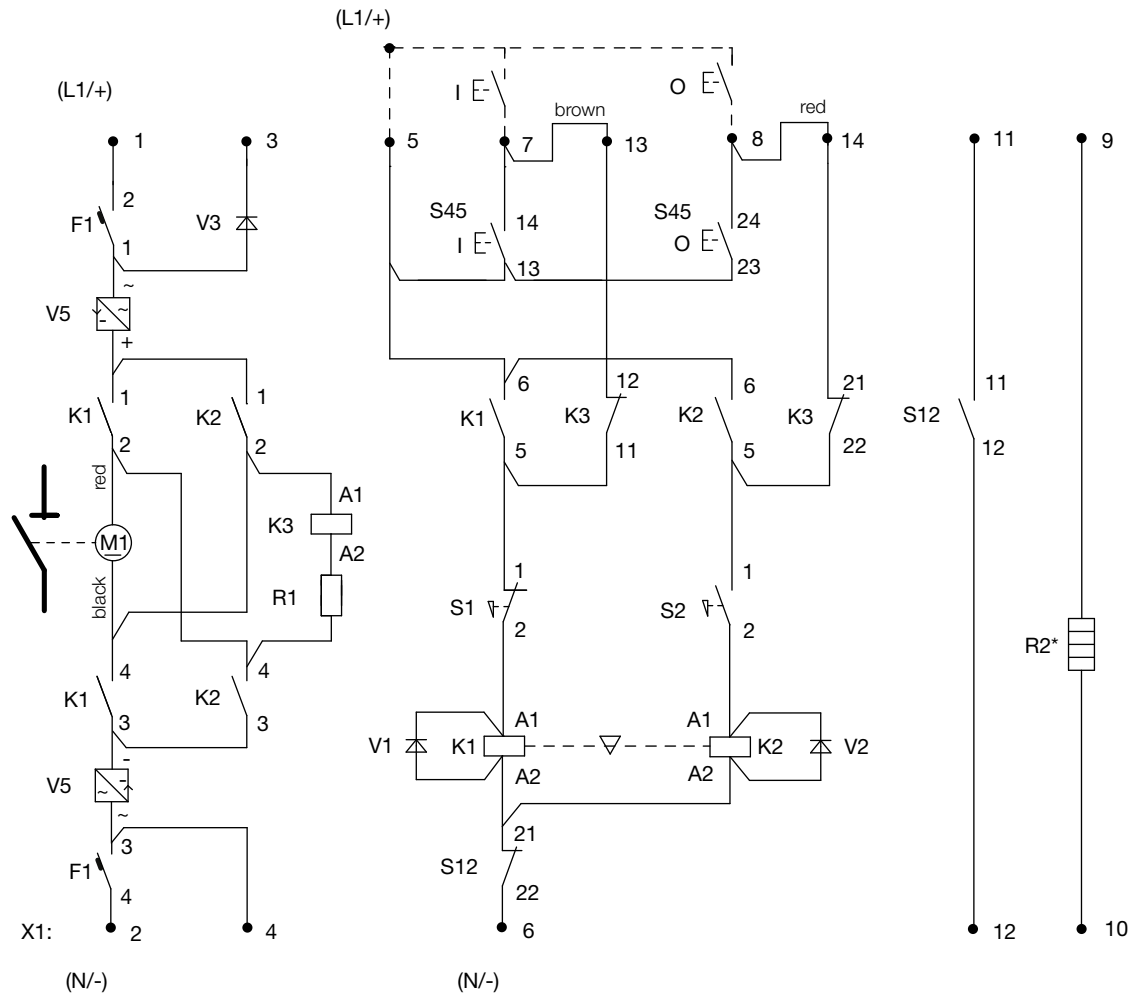 (L1/+)
(L1/+)
I
O
brown
red
1
3
5
7
13
8
14
11
9
2
F1
V3
S45
14
S45
24
1
I
13
O
23
~
V5
~
-
+
1
1
6
12
6
21
11
K1
K2
K1
K3
K2
K3
S12
2
2
5
11
5
22
12
red
A1
K3
M1
A2
black
R1
1
1
S1
S2
2
2
R2*
4
4
K1
K2
3
3
A1
A1
V1
K1
K2
V2
A2
A2
-
V5
-
~
~
3
21
F1
S12
4
22
X1:
2
4
6
12
10
(N/-)
(N/-)